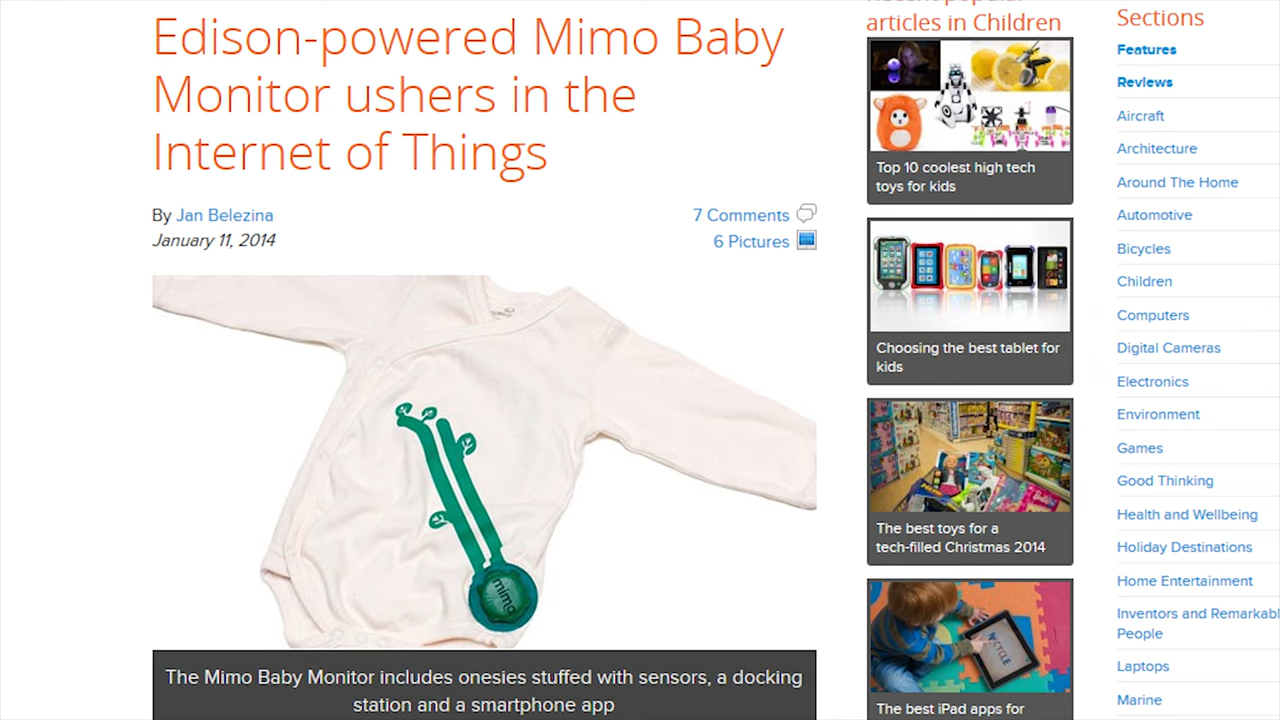 Edison-powered Mimo Baby
Monitor ushers in the
Internet of Things
By Jan Belezina
January 11, 2014
7 Comments
6 Pictures
mimo
The Mimo Baby Monitor includes onesies stuffed with sensors, a docking
station and a smartphone app
articles in Children
Top 10 coolest high tech
toys for kids
Choosing the best tablet for
kids
The best toys for a
tech-filled Christmas 2014
The best iPad apps for
Sections
Features
Reviews
Aircraft
Architecture
Around The Home
Automotive
Bicycles
Children
Computers
Digital Cameras
Electronics
Environment
Games
Good Thinking
Health and Wellbeing
Holiday Destinations
Home Entertainment
Inventors and Remarkabl
People
Laptops
Marine